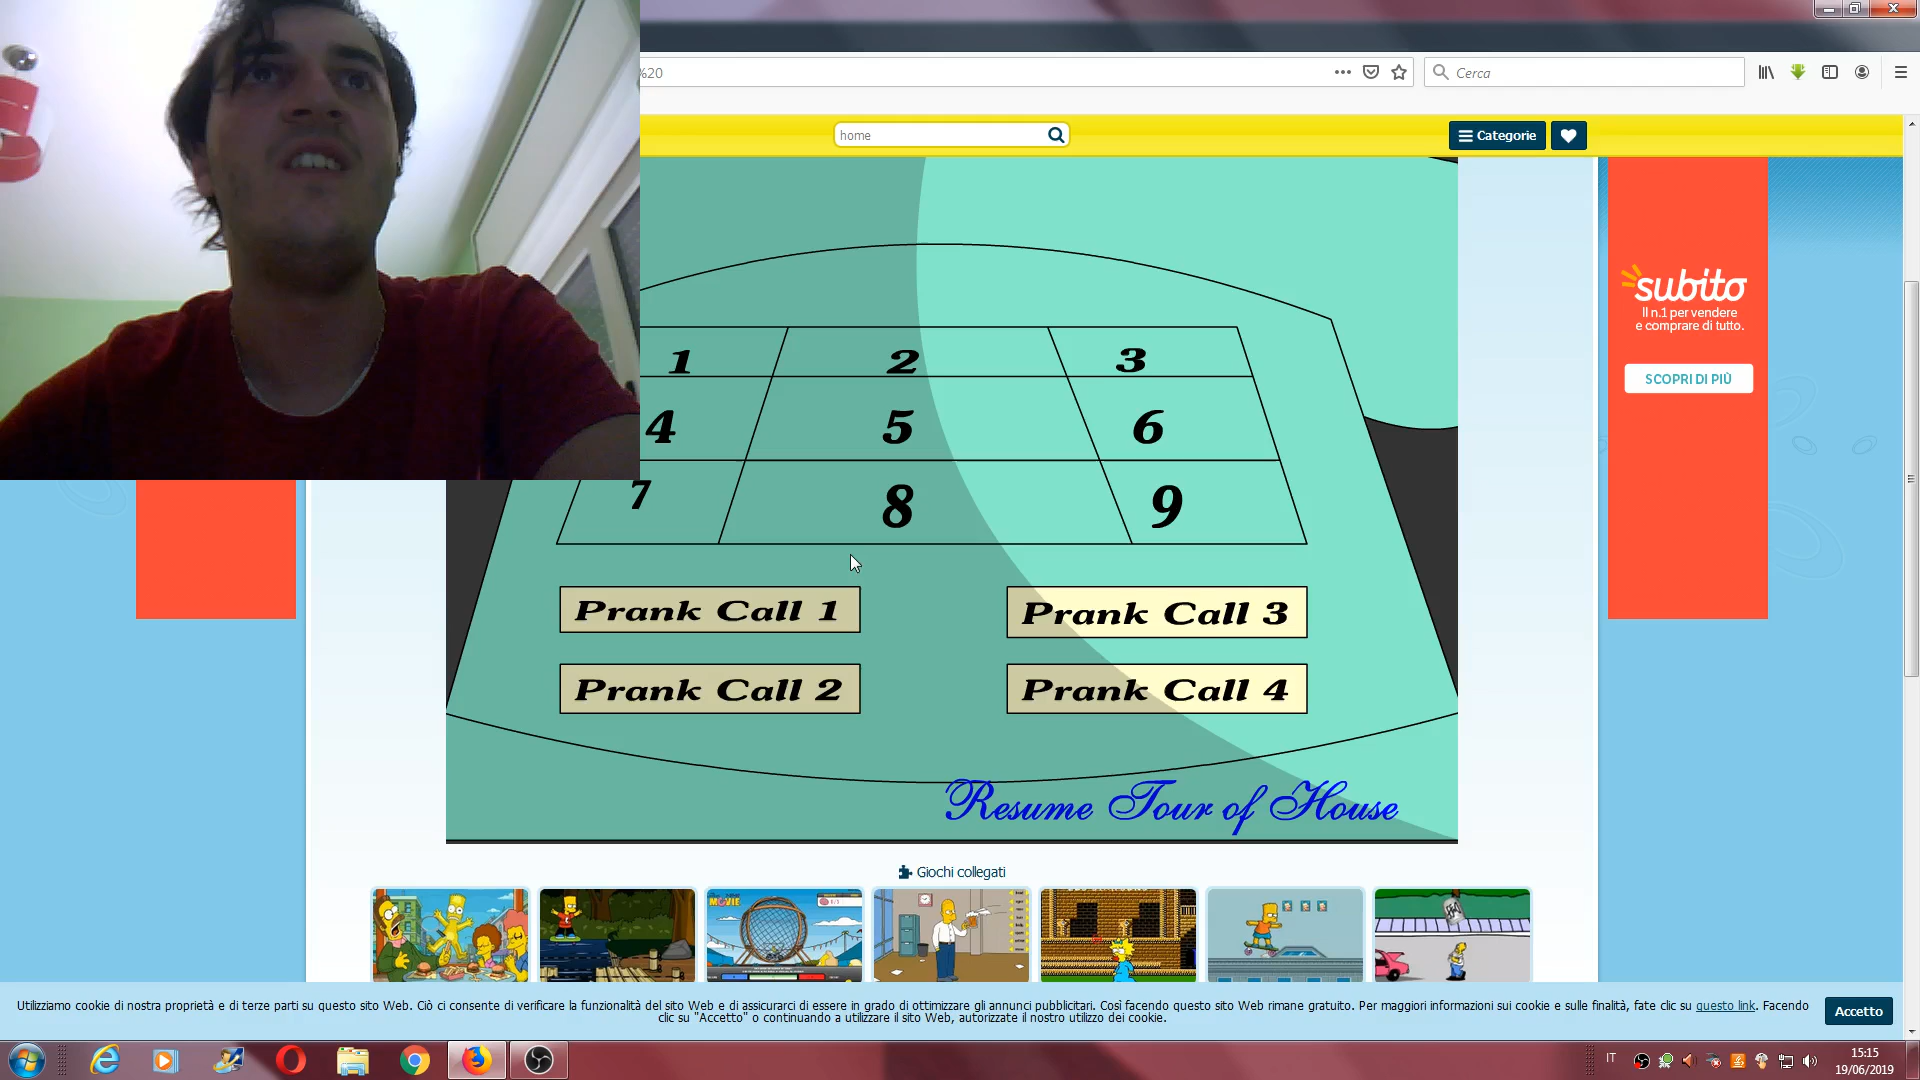 %20
Cerca
home
Categorie
1 2 3
4 5 6
7 8 9
Prank Call 1
Prank Call 3
Prank Call 2
Prank Call 4
Resume Tour of House
subito
Il n.1 per vendere
e comprare di tutto.
SCOPRI DI PIÙ
Giochi collegati
Utilizziamo cookie di nostra proprietà e di terze parti su questo sito Web. Ciò ci consente di verificare la funzionalità del sito Web e di assicurarci di essere in grado di ottimizzare gli annunci pubblicitari. Così facendo questo sito Web rimane gratuito. Per maggiori informazioni sui cookie e sulle finalità, fate clic su questo link. Facendo
clic su "Accetto" o continuando a utilizzare il sito Web, autorizzate il nostro utilizzo dei cookie.
Accetto
IT
15:15
19/06/2019